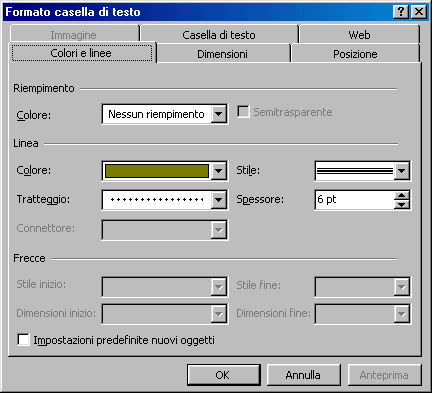 Formato casella di testo
Immagine Casella di testo Web
Colori e linee Dimensioni Posizione
Riempimento
Colore: Nessun riempimento Semitrasparente
Linea
Colore: Stile:
Tratteggio: Spessore: 6 pt
Connettore:
Frecce
Stile inizio: Stile fine:
Dimensioni inizio: Dimensioni fine:
Impostazioni predefinite nuovi oggetti
OK Annulla Anteprima